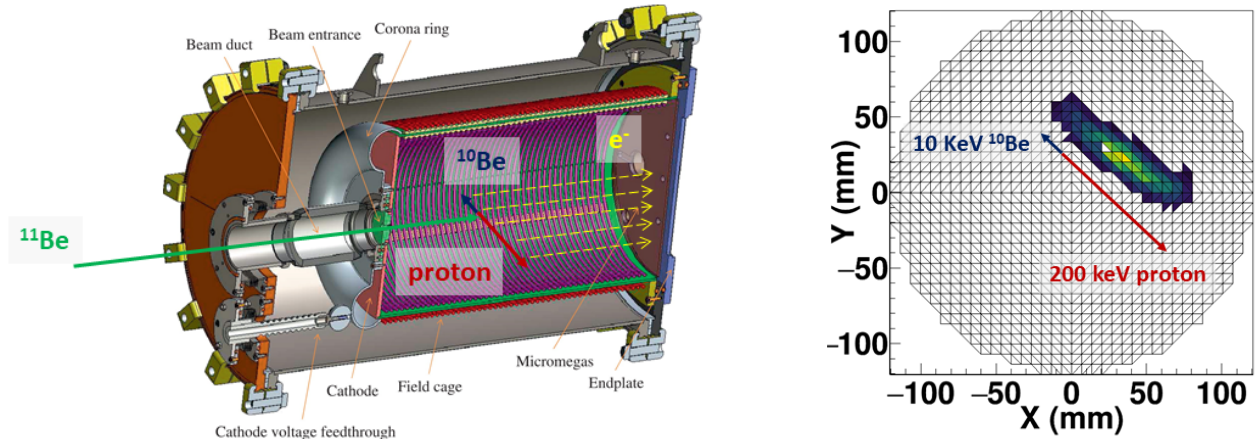 Beam duct
Beam entrance
Corona ring
¹¹Be
¹⁰Be
e⁻
proton
Cathode voltage feedthrough
Cathode
Field cage
Micromegas
Endplate
100
50
0
−50
−100
Y (mm)
10 KeV ¹⁰Be
200 keV proton
−100 −50 0 50 100
X (mm)